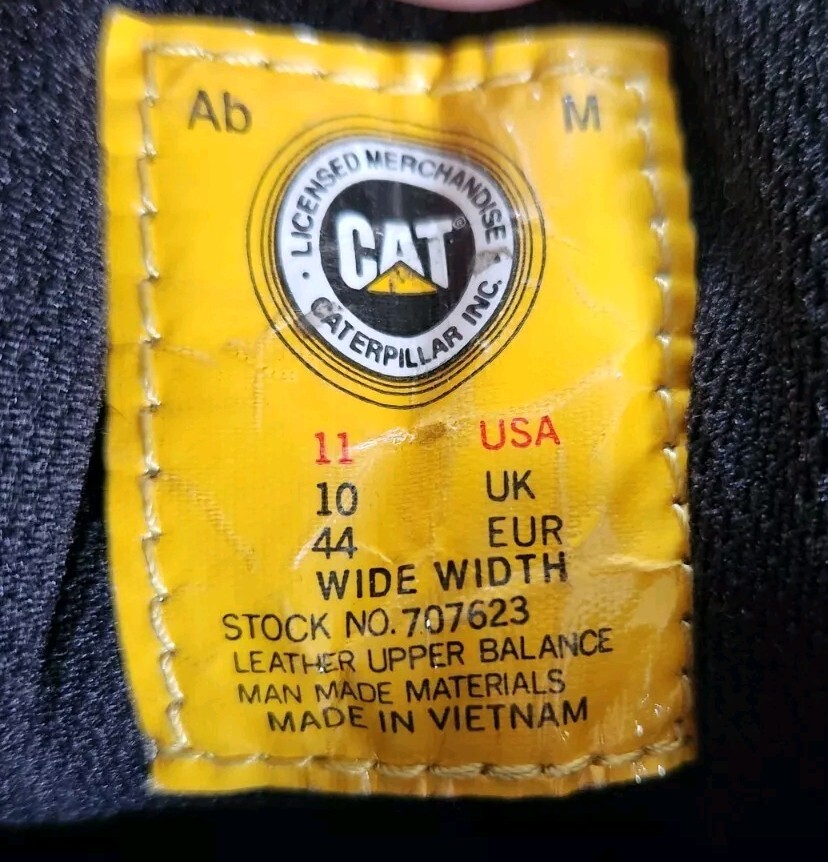 Ab M
LICENSED MERCHANDISE
CAT®
CATERPILLAR INC.
11 USA
10 UK
44 EUR
WIDE WIDTH
STOCK NO. 707623
LEATHER UPPER BALANCE
MAN MADE MATERIALS
MADE IN VIETNAM